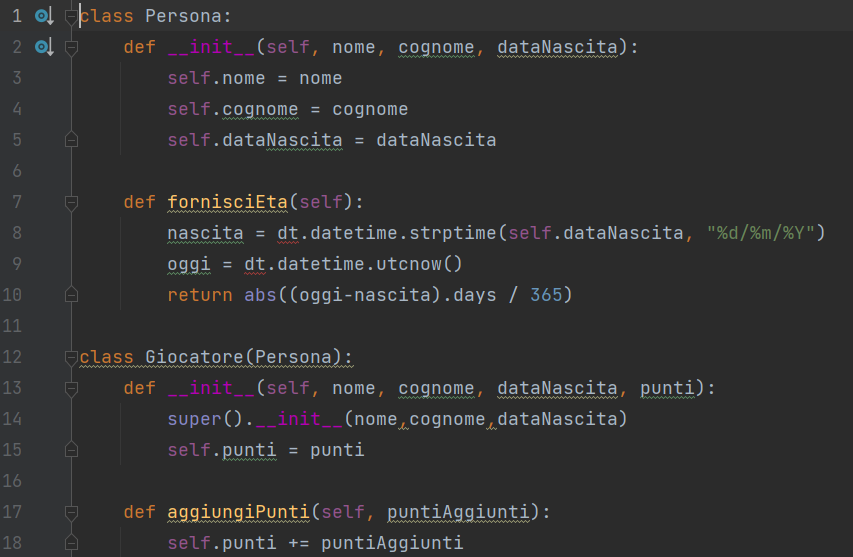 1 class Persona:
2     def __init__(self, nome, cognome, dataNascita):
3         self.nome = nome
4         self.cognome = cognome
5         self.dataNascita = dataNascita
6
7     def fornisciEta(self):
8         nascita = dt.datetime.strptime(self.dataNascita, "%d/%m/%Y")
9         oggi = dt.datetime.utcnow()
10         return abs((oggi-nascita).days / 365)
11
12 class Giocatore(Persona):
13     def __init__(self, nome, cognome, dataNascita, punti):
14         super().__init__(nome,cognome,dataNascita)
15         self.punti = punti
16
17     def aggiungiPunti(self, puntiAggiunti):
18         self.punti += puntiAggiunti